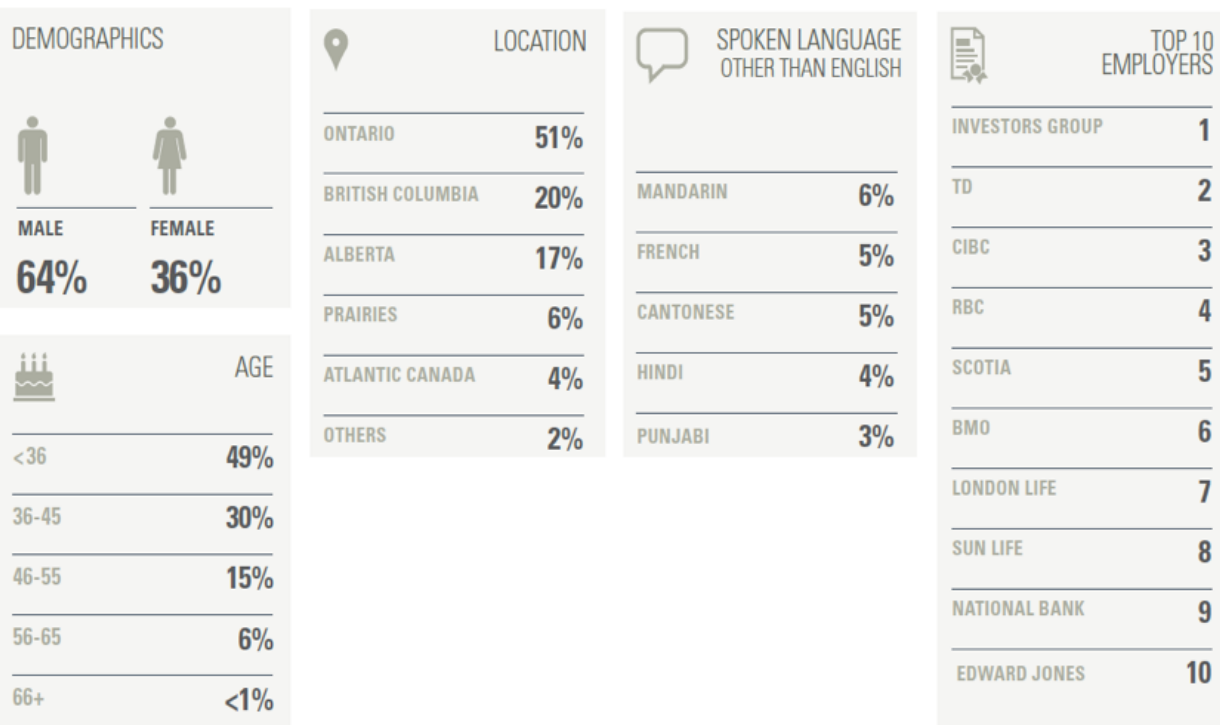 DEMOGRAPHICS
MALE FEMALE
64% 36%
AGE
<36 49%
36-45 30%
46-55 15%
56-65 6%
66+ <1%
LOCATION
ONTARIO 51%
BRITISH COLUMBIA 20%
ALBERTA 17%
PRAIRIES 6%
ATLANTIC CANADA 4%
OTHERS 2%
SPOKEN LANGUAGE
OTHER THAN ENGLISH
MANDARIN 6%
FRENCH 5%
CANTONESE 5%
HINDI 4%
PUNJABI 3%
TOP 10
EMPLOYERS
INVESTORS GROUP 1
TD 2
CIBC 3
RBC 4
SCOTIA 5
BMO 6
LONDON LIFE 7
SUN LIFE 8
NATIONAL BANK 9
EDWARD JONES 10